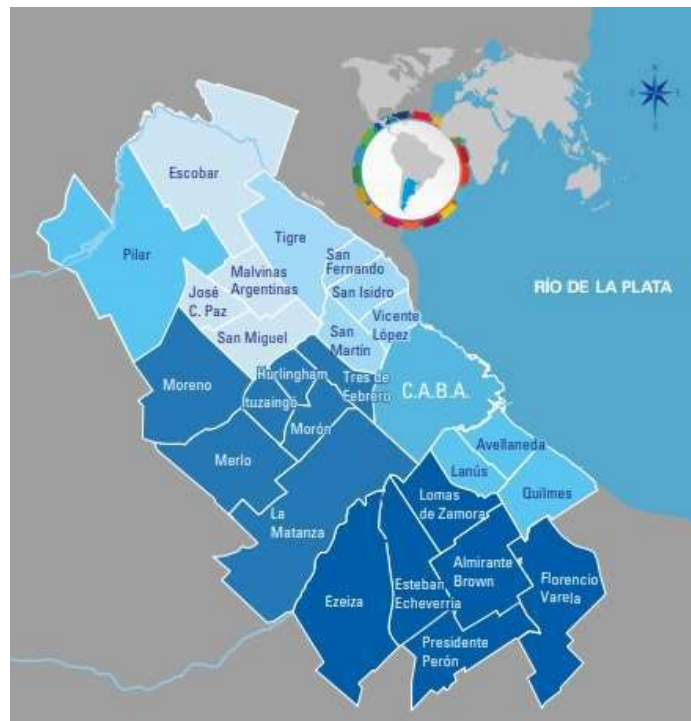 N
O
E
S
Escobar
Río Luján
Pilar
Tigre
San
Fernando
RÍO DE LA PLATA
Malvinas
Argentinas
José
C. Paz
San Isidro
Vicente
López
San Miguel
San
Martín
Hurlingham
Tres de
Febrero
Moreno
C.A.B.A.
Ituzaingó
Morón
Avellaneda
Merlo
Lanús
Quilmes
Lomas
de Zamora
La
Matanza
Almirante
Brown
Florencio
Varela
Esteban
Echeverría
Ezeiza
Presidente
Perón